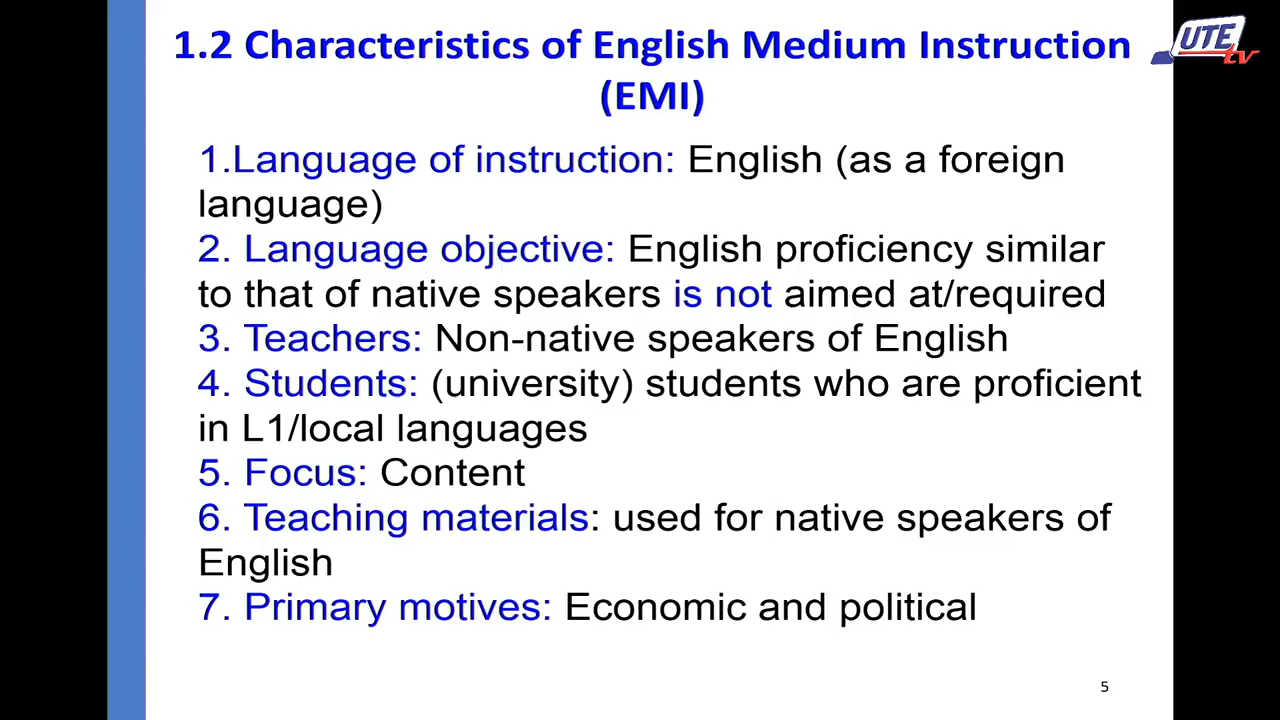 1.2 Characteristics of English Medium Instruction
(EMI)
UTE
TV
1.Language of instruction: English (as a foreign
language)
2. Language objective: English proficiency similar
to that of native speakers is not aimed at/required
3. Teachers: Non-native speakers of English
4. Students: (university) students who are proficient
in L1/local languages
5. Focus: Content
6. Teaching materials: used for native speakers of
English
7. Primary motives: Economic and political
5